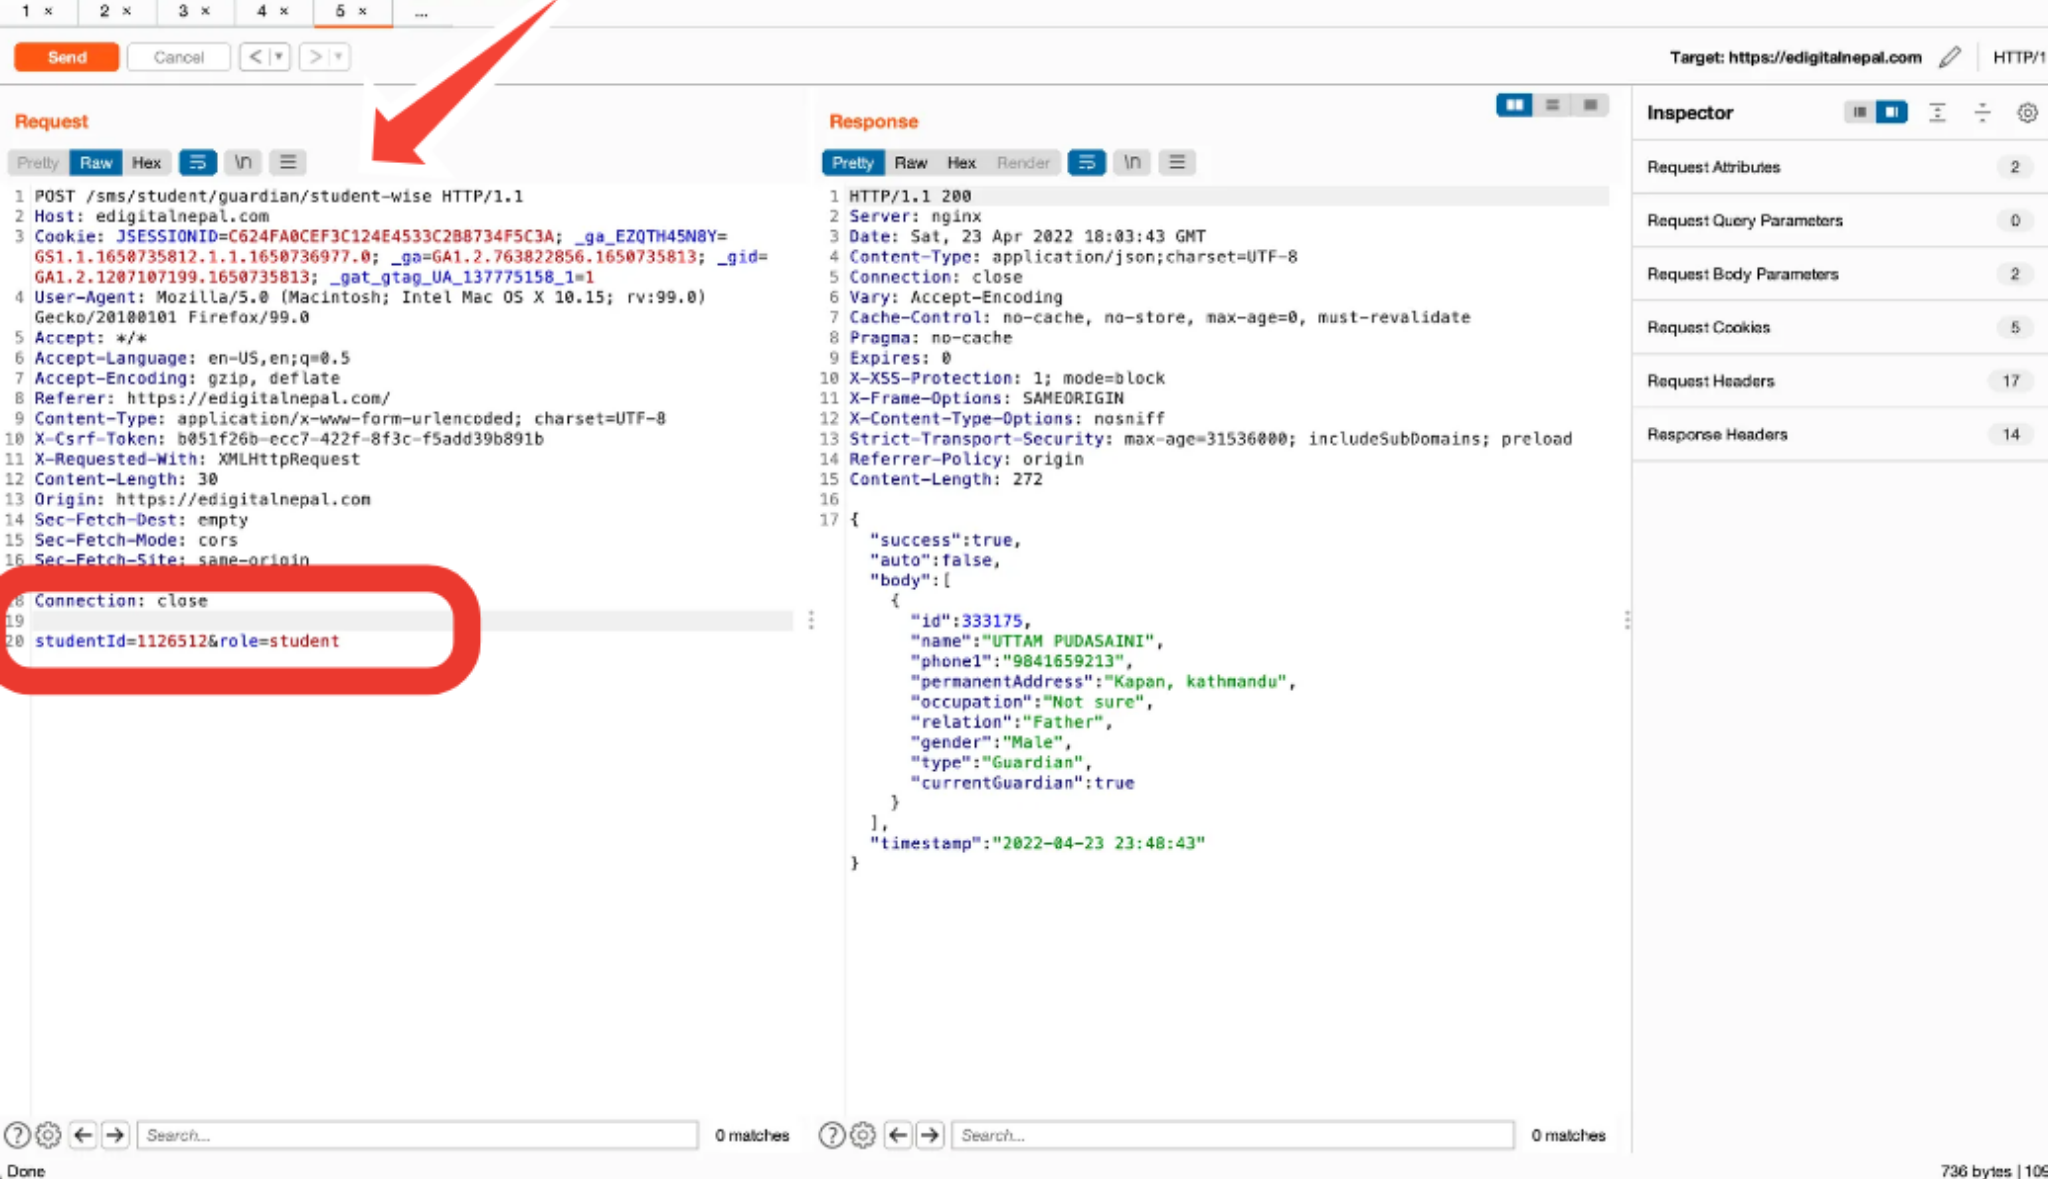 1 × 2 × 3 × 4 × 5 × ...
Send Cancel < > Target: https://edigitalnepal.com HTTP/1
Request
Pretty Raw Hex \n
1 POST /sms/student/guardian/student-wise HTTP/1.1
2 Host: edigitalnepal.com
3 Cookie: JSESSIONID=C624FA0CEF3C124E4533C2B8734F5C3A; _ga_EZQTH45N8Y=
GS1.1.1650735812.1.1.1650736977.0; _ga=GA1.2.763822856.1650735813; _gid=
GA1.2.1207107199.1650735813; _gat_gtag_UA_137775158_1=1
4 User-Agent: Mozilla/5.0 (Macintosh; Intel Mac OS X 10.15; rv:99.0)
Gecko/20100101 Firefox/99.0
5 Accept: */*
6 Accept-Language: en-US,en;q=0.5
7 Accept-Encoding: gzip, deflate
8 Referer: https://edigitalnepal.com/
9 Content-Type: application/x-www-form-urlencoded; charset=UTF-8
10 X-Csrf-Token: b051f26b-ecc7-422f-8f3c-f5add39b891b
11 X-Requested-With: XMLHttpRequest
12 Content-Length: 30
13 Origin: https://edigitalnepal.com
14 Sec-Fetch-Dest: empty
15 Sec-Fetch-Mode: cors
16 Sec-Fetch-Site: same-origin
Connection: close
19
20 studentId=1126512&role=student
Search... 0 matches
Done
Response
Pretty Raw Hex Render \n
1 HTTP/1.1 200
2 Server: nginx
3 Date: Sat, 23 Apr 2022 18:03:43 GMT
4 Content-Type: application/json;charset=UTF-8
5 Connection: close
6 Vary: Accept-Encoding
7 Cache-Control: no-cache, no-store, max-age=0, must-revalidate
8 Pragma: no-cache
9 Expires: 0
10 X-XSS-Protection: 1; mode=block
11 X-Frame-Options: SAMEORIGIN
12 X-Content-Type-Options: nosniff
13 Strict-Transport-Security: max-age=31536000; includeSubDomains; preload
14 Referrer-Policy: origin
15 Content-Length: 272
16
17 {
"success":true,
"auto":false,
"body":[
{
"id":333175,
"name":"UTTAM PUDASAINI",
"phone1":"9841659213",
"permanentAddress":"Kapan, kathmandu",
"occupation":"Not sure",
"relation":"Father",
"gender":"Male",
"type":"Guardian",
"currentGuardian":true
}
],
"timestamp":"2022-04-23 23:48:43"
}
Search... 0 matches
Inspector
Request Attributes 2
Request Query Parameters 0
Request Body Parameters 2
Request Cookies 5
Request Headers 17
Response Headers 14
736 bytes | 109